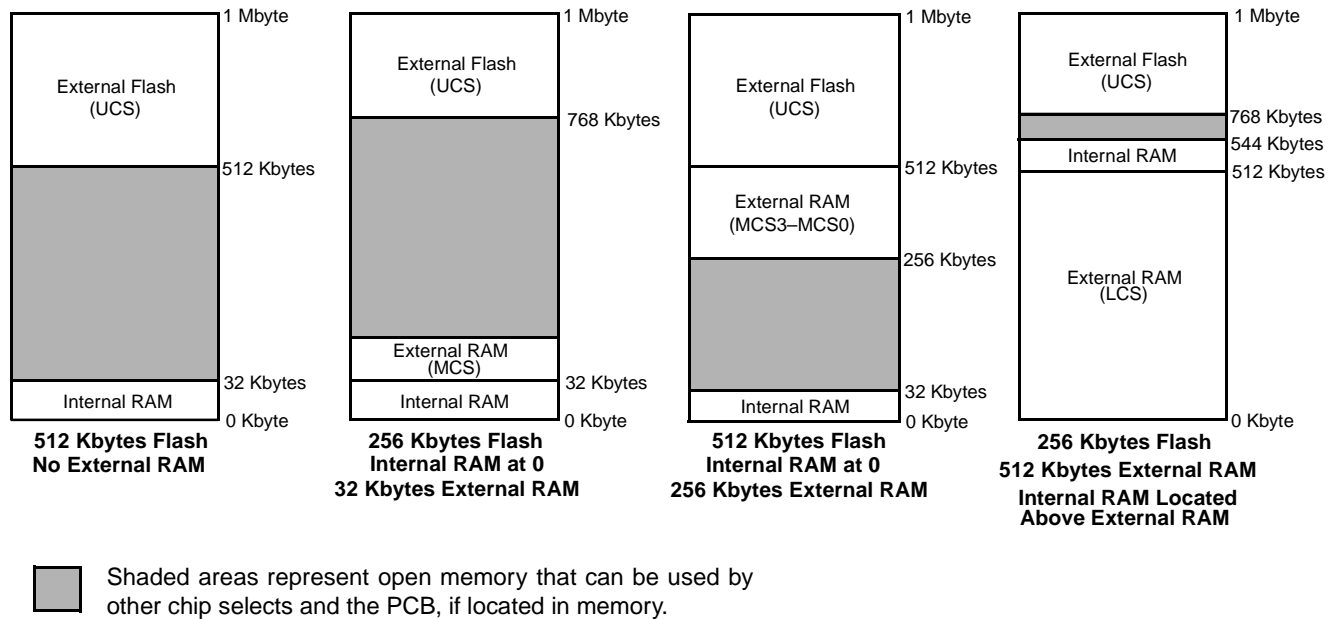 1 Mbyte
External Flash
(UCS)
512 Kbytes
32 Kbytes
Internal RAM
0 Kbyte
512 Kbytes Flash
No External RAM
1 Mbyte
External Flash
(UCS)
768 Kbytes
External RAM
(MCS)
32 Kbytes
Internal RAM
0 Kbyte
256 Kbytes Flash
Internal RAM at 0
32 Kbytes External RAM
1 Mbyte
External Flash
(UCS)
512 Kbytes
External RAM
(MCS3–MCS0)
256 Kbytes
32 Kbytes
Internal RAM
0 Kbyte
512 Kbytes Flash
Internal RAM at 0
256 Kbytes External RAM
1 Mbyte
External Flash
(UCS)
768 Kbytes
544 Kbytes
Internal RAM
512 Kbytes
External RAM
(LCS)
0 Kbyte
256 Kbytes Flash
512 Kbytes External RAM
Internal RAM Located
Above External RAM
Shaded areas represent open memory that can be used by
other chip selects and the PCB, if located in memory.